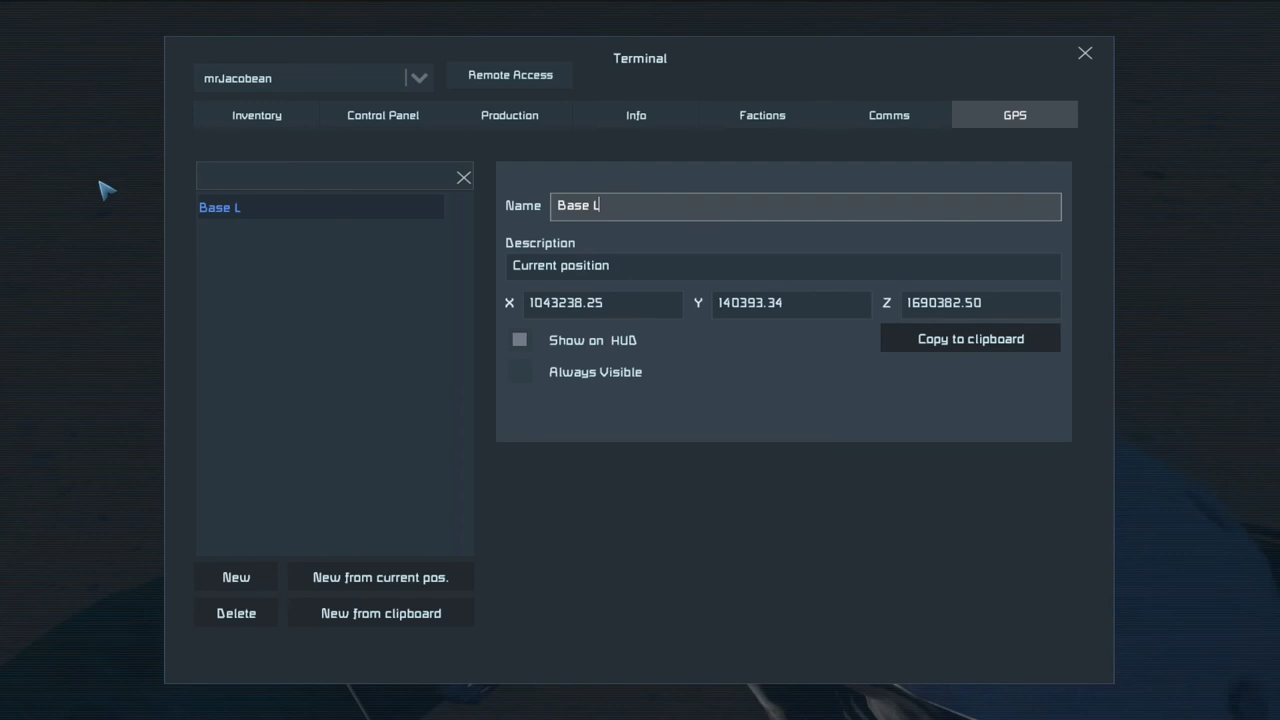 Terminal
mrJacobean
Remote Access
Inventory Control Panel Production Info Factions Comms GPS
Base L
Name Base L
Description
Current position
X 1043238.25 Y 140393.34 Z 1690382.50
Show on HUD
Copy to clipboard
Always Visible
New New from current pos.
Delete New from clipboard